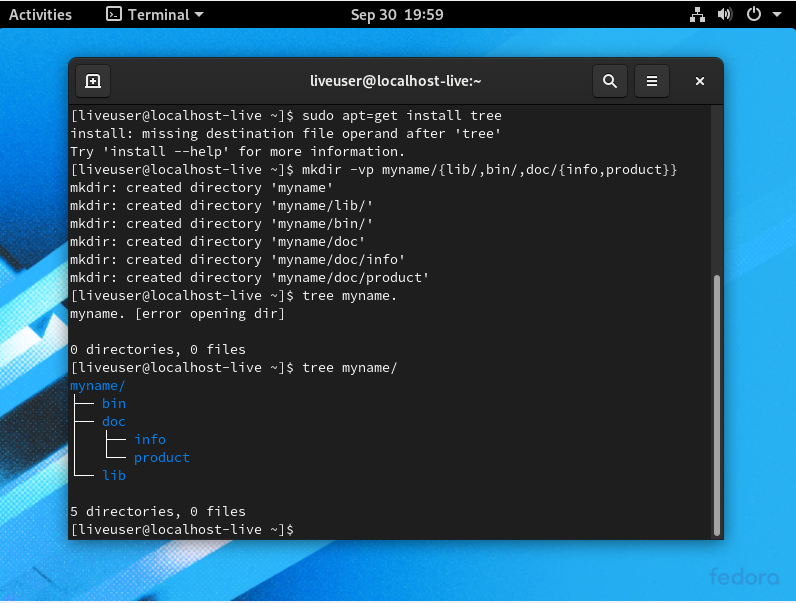 Activities Terminal Sep 30 19:59
liveuser@localhost-live:~
[liveuser@localhost-live ~]$ sudo apt=get install tree
install: missing destination file operand after 'tree'
Try 'install --help' for more information.
[liveuser@localhost-live ~]$ mkdir -vp myname/{lib/,bin/,doc/{info,product}}
mkdir: created directory 'myname'
mkdir: created directory 'myname/lib/'
mkdir: created directory 'myname/bin/'
mkdir: created directory 'myname/doc'
mkdir: created directory 'myname/doc/info'
mkdir: created directory 'myname/doc/product'
[liveuser@localhost-live ~]$ tree myname.
myname. [error opening dir]
0 directories, 0 files
[liveuser@localhost-live ~]$ tree myname/
myname/
├── bin
├── doc
│   ├── info
│   └── product
└── lib
5 directories, 0 files
[liveuser@localhost-live ~]$
fedora